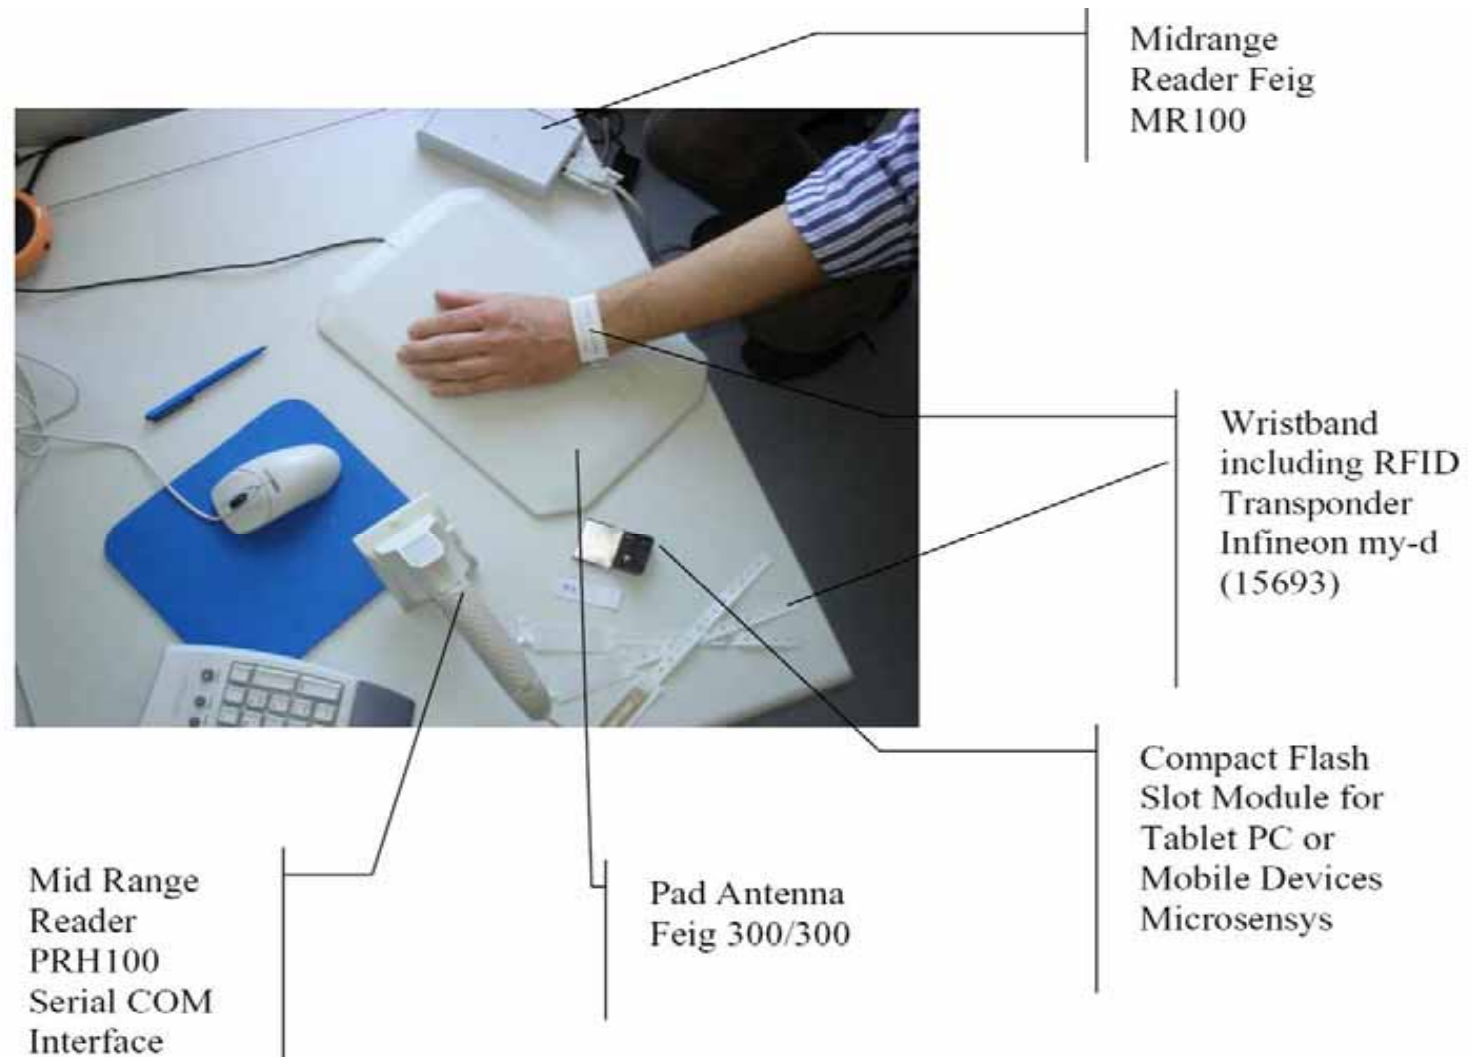 Midrange
Reader Feig
MR100
Wristband
including RFID
Transponder
Infineon my-d
(15693)
Compact Flash
Slot Module for
Tablet PC or
Mobile Devices
Microsensys
Mid Range
Reader
PRH100
Serial COM
Interface
Pad Antenna
Feig 300/300